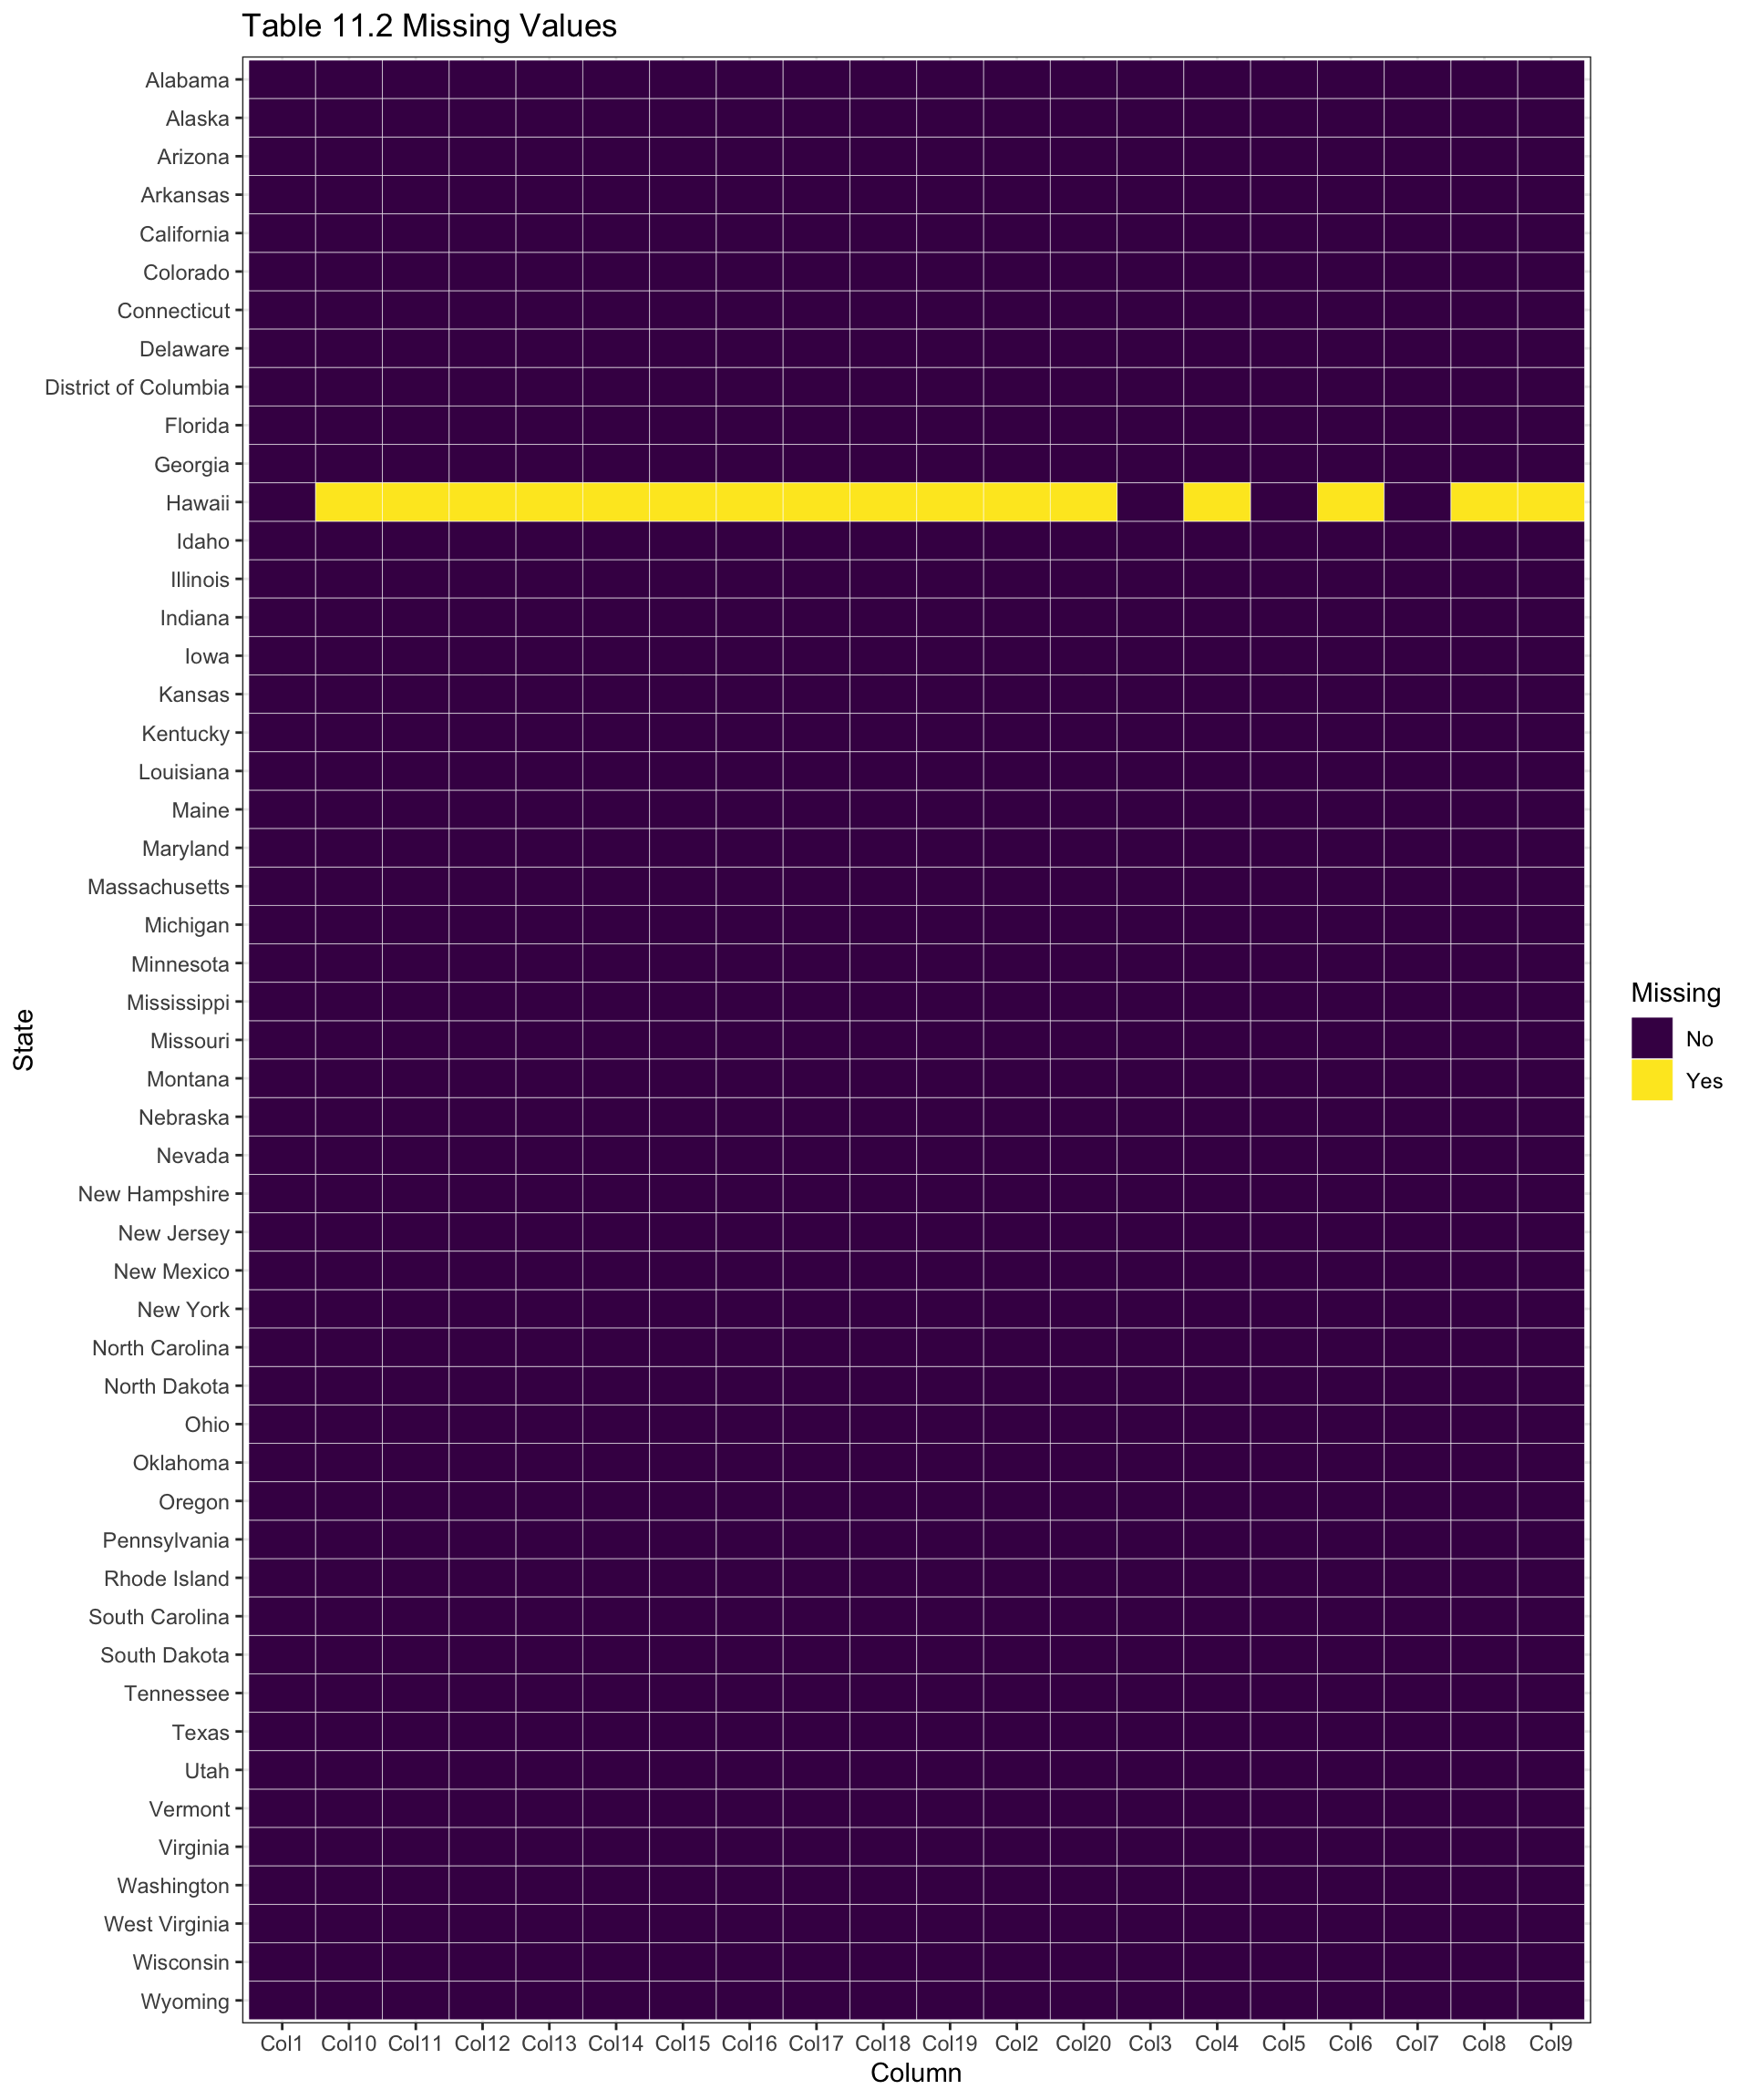 Table 11.2 Missing Values
Alabama
Alaska
Arizona
Arkansas
California
Colorado
Connecticut
Delaware
District of Columbia
Florida
Georgia
Hawaii
Idaho
Illinois
Indiana
Iowa
Kansas
Kentucky
Louisiana
Maine
Maryland
Massachusetts
Michigan
Minnesota
Mississippi
Missouri
Montana
Nebraska
Nevada
New Hampshire
New Jersey
New Mexico
New York
North Carolina
North Dakota
Ohio
Oklahoma
Oregon
Pennsylvania
Rhode Island
South Carolina
South Dakota
Tennessee
Texas
Utah
Vermont
Virginia
Washington
West Virginia
Wisconsin
Wyoming
State
Col1 Col10 Col11 Col12 Col13 Col14 Col15 Col16 Col17 Col18 Col19 Col2 Col20 Col3 Col4 Col5 Col6 Col7 Col8 Col9
Column
Missing
No
Yes